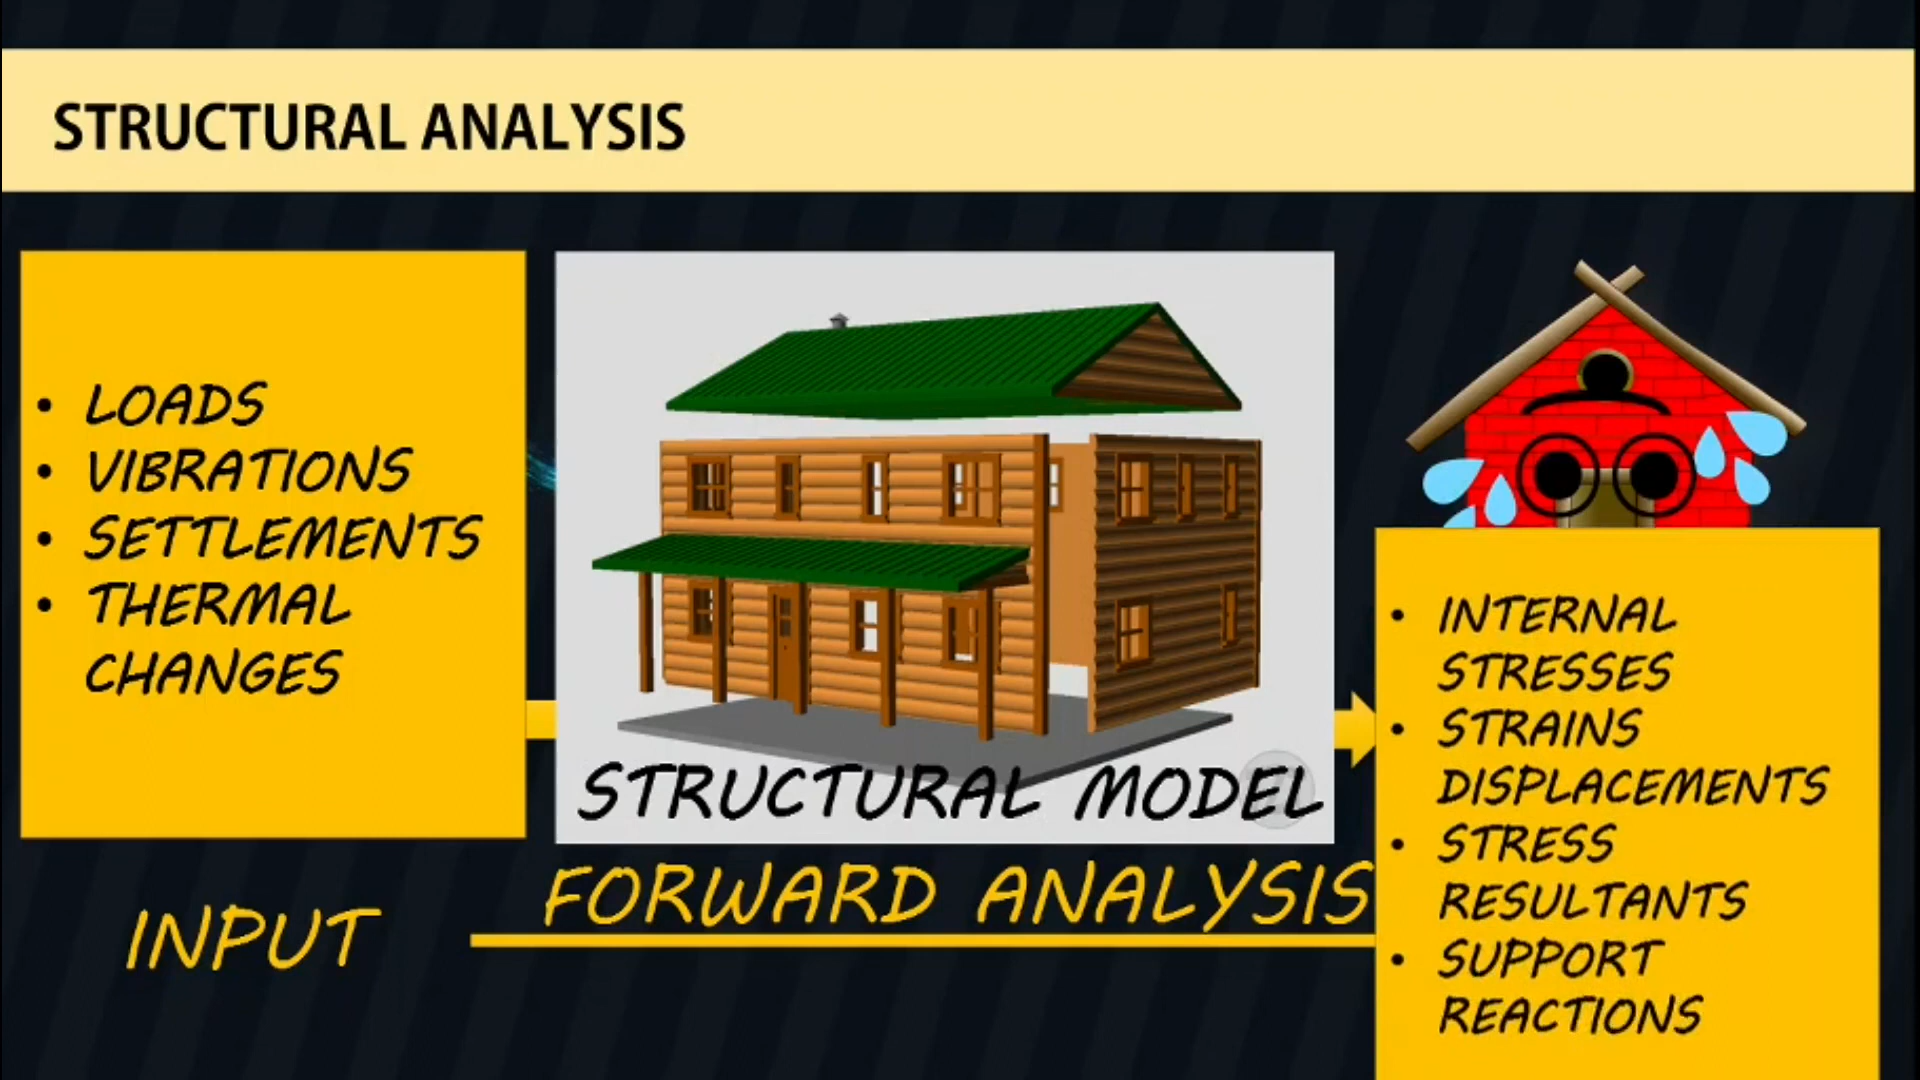 STRUCTURAL ANALYSIS
• LOADS
• VIBRATIONS
• SETTLEMENTS
• THERMAL
CHANGES
INPUT
STRUCTURAL MODEL
FORWARD ANALYSIS
• INTERNAL
STRESSES
• STRAINS
DISPLACEMENTS
• STRESS
RESULTANTS
• SUPPORT
REACTIONS